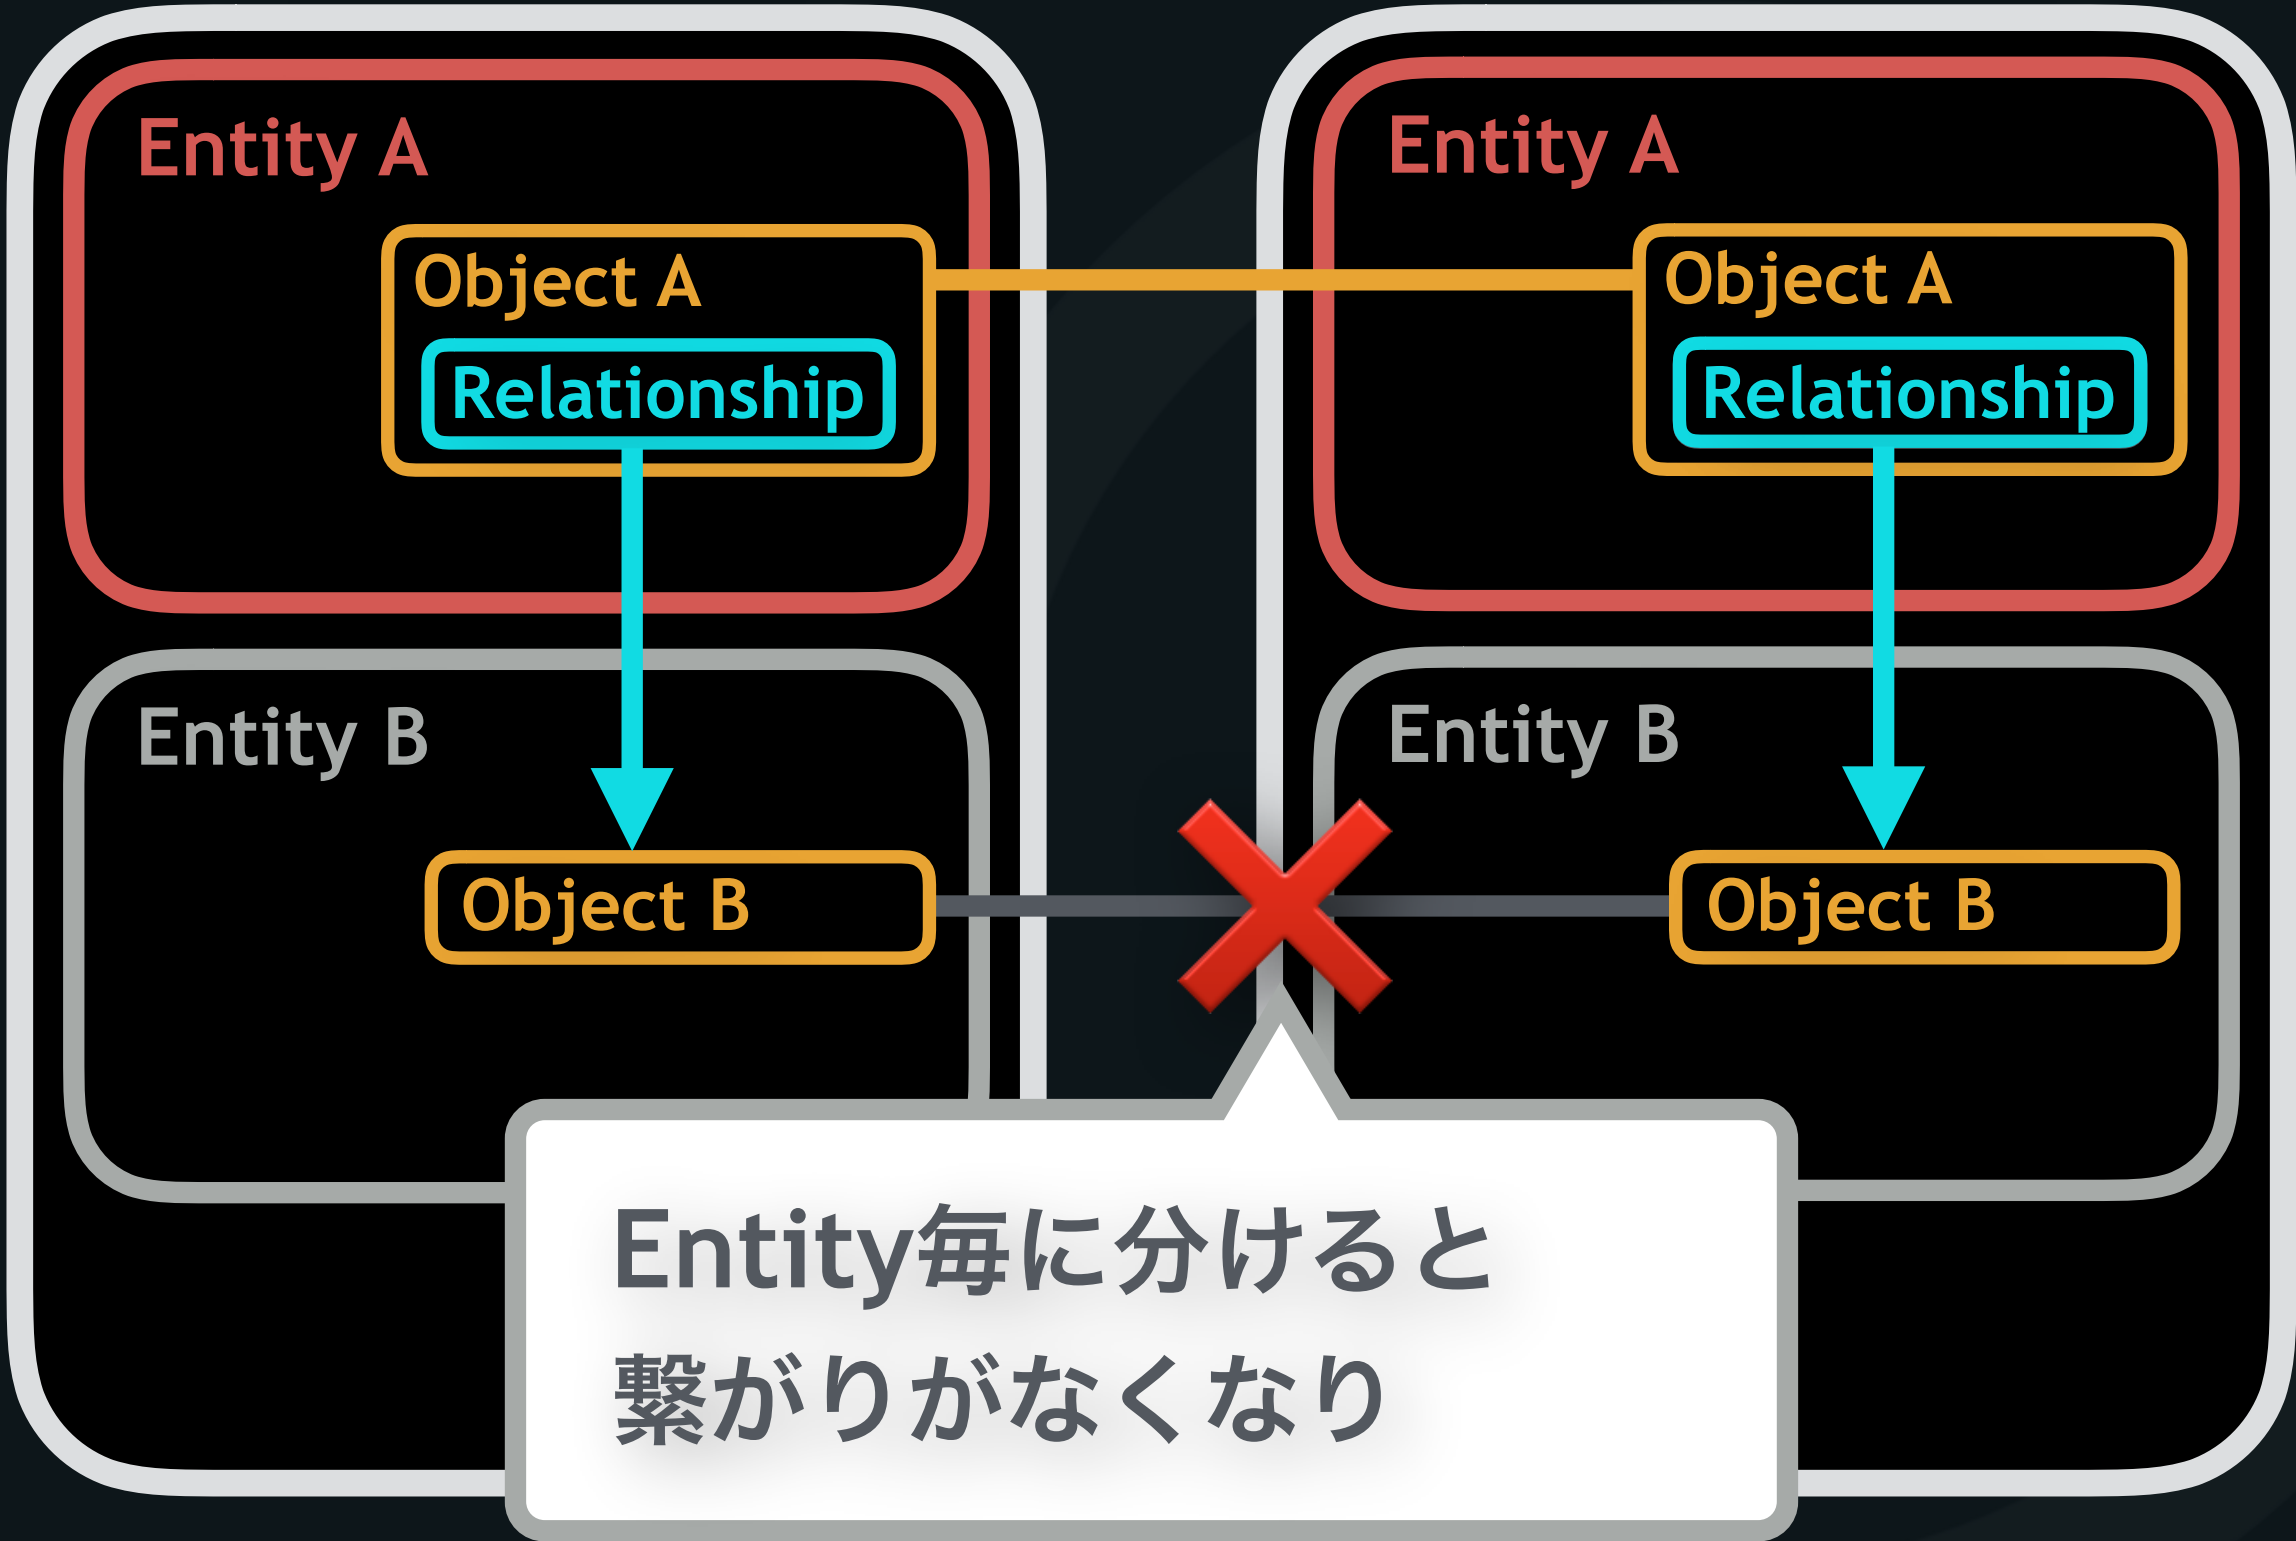 Entity A
Object A
Relationship
Entity B
Object B
Entity A
Object A
Relationship
Entity B
Object B
Entity毎に分けると
繋がりがなくなり